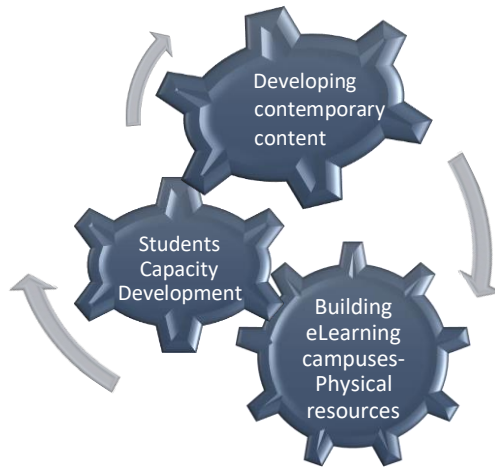 Developing
contemporary
content
Students
Capacity
Development
Building
eLearning
campuses-
Physical
resources